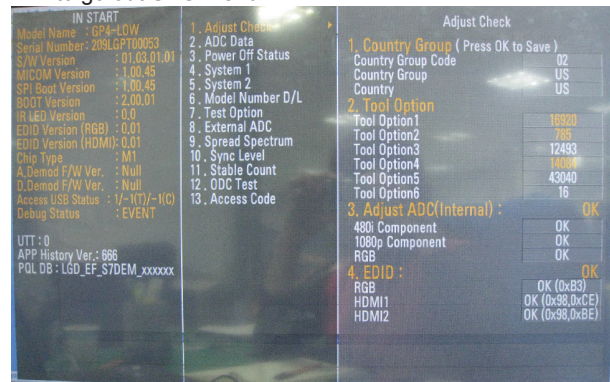 IN START
Model Name : GP4-LOW
Serial Number : 209LGPT00053
S/W Version : 01.03.01.01
MICOM Version : 1.00.45
SPI Boot Version : 1.00.45
BOOT Version : 2.00.01
IR LED Version : 0.0
EDID Version (RGB) : 0.01
EDID Version (HDMI): 0.01
Chip Type : M1
A.Demod F/W Ver. : Null
D.Demod F/W Ver. : Null
Access USB Status : 1/-1(T)/-1(C)
Debug Status : EVENT
UTT : 0
APP History Ver.: 666
PQL DB : LGD_EF_S7DEM_xxxxxx
1 . Adjust Check
2 . ADC Data
3 . Power Off Status
4 . System 1
5 . System 2
6 . Model Number D/L
7 . Test Option
8 . External ADC
9 . Spread Spectrum
10 . Sync Level
11 . Stable Count
12 . ODC Test
13 . Access Code
Adjust Check
1. Country Group ( Press OK to Save )
Country Group Code 02
Country Group US
Country US
2. Tool Option
Tool Option1 16920
Tool Option2 785
Tool Option3 12493
Tool Option4 14084
Tool Option5 43040
Tool Option6 16
3. Adjust ADC(Internal) : OK
480i Component OK
1080p Component OK
RGB OK
4. EDID : OK
RGB OK (0xB3)
HDMI1 OK (0x98,0xCE)
HDMI2 OK (0x98,0xBE)